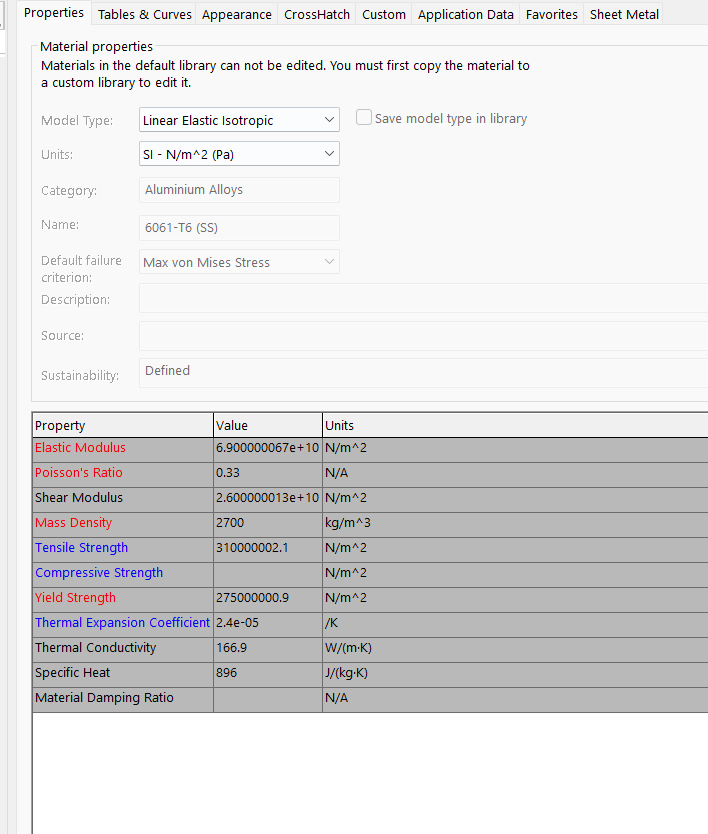 Properties Tables & Curves Appearance CrossHatch Custom Application Data Favorites Sheet Metal
Material properties
Materials in the default library can not be edited. You must first copy the material to
a custom library to edit it.
Model Type: Linear Elastic Isotropic Save model type in library
Units: SI - N/m^2 (Pa)
Category: Aluminium Alloys
Name: 6061-T6 (SS)
Default failure
criterion: Max von Mises Stress
Description:
Source:
Sustainability: Defined
Property Value Units
Elastic Modulus 6.900000067e+10 N/m^2
Poisson's Ratio 0.33 N/A
Shear Modulus 2.600000013e+10 N/m^2
Mass Density 2700 kg/m^3
Tensile Strength 310000002.1 N/m^2
Compressive Strength N/m^2
Yield Strength 275000000.9 N/m^2
Thermal Expansion Coefficient 2.4e-05 /K
Thermal Conductivity 166.9 W/(m·K)
Specific Heat 896 J/(kg·K)
Material Damping Ratio N/A